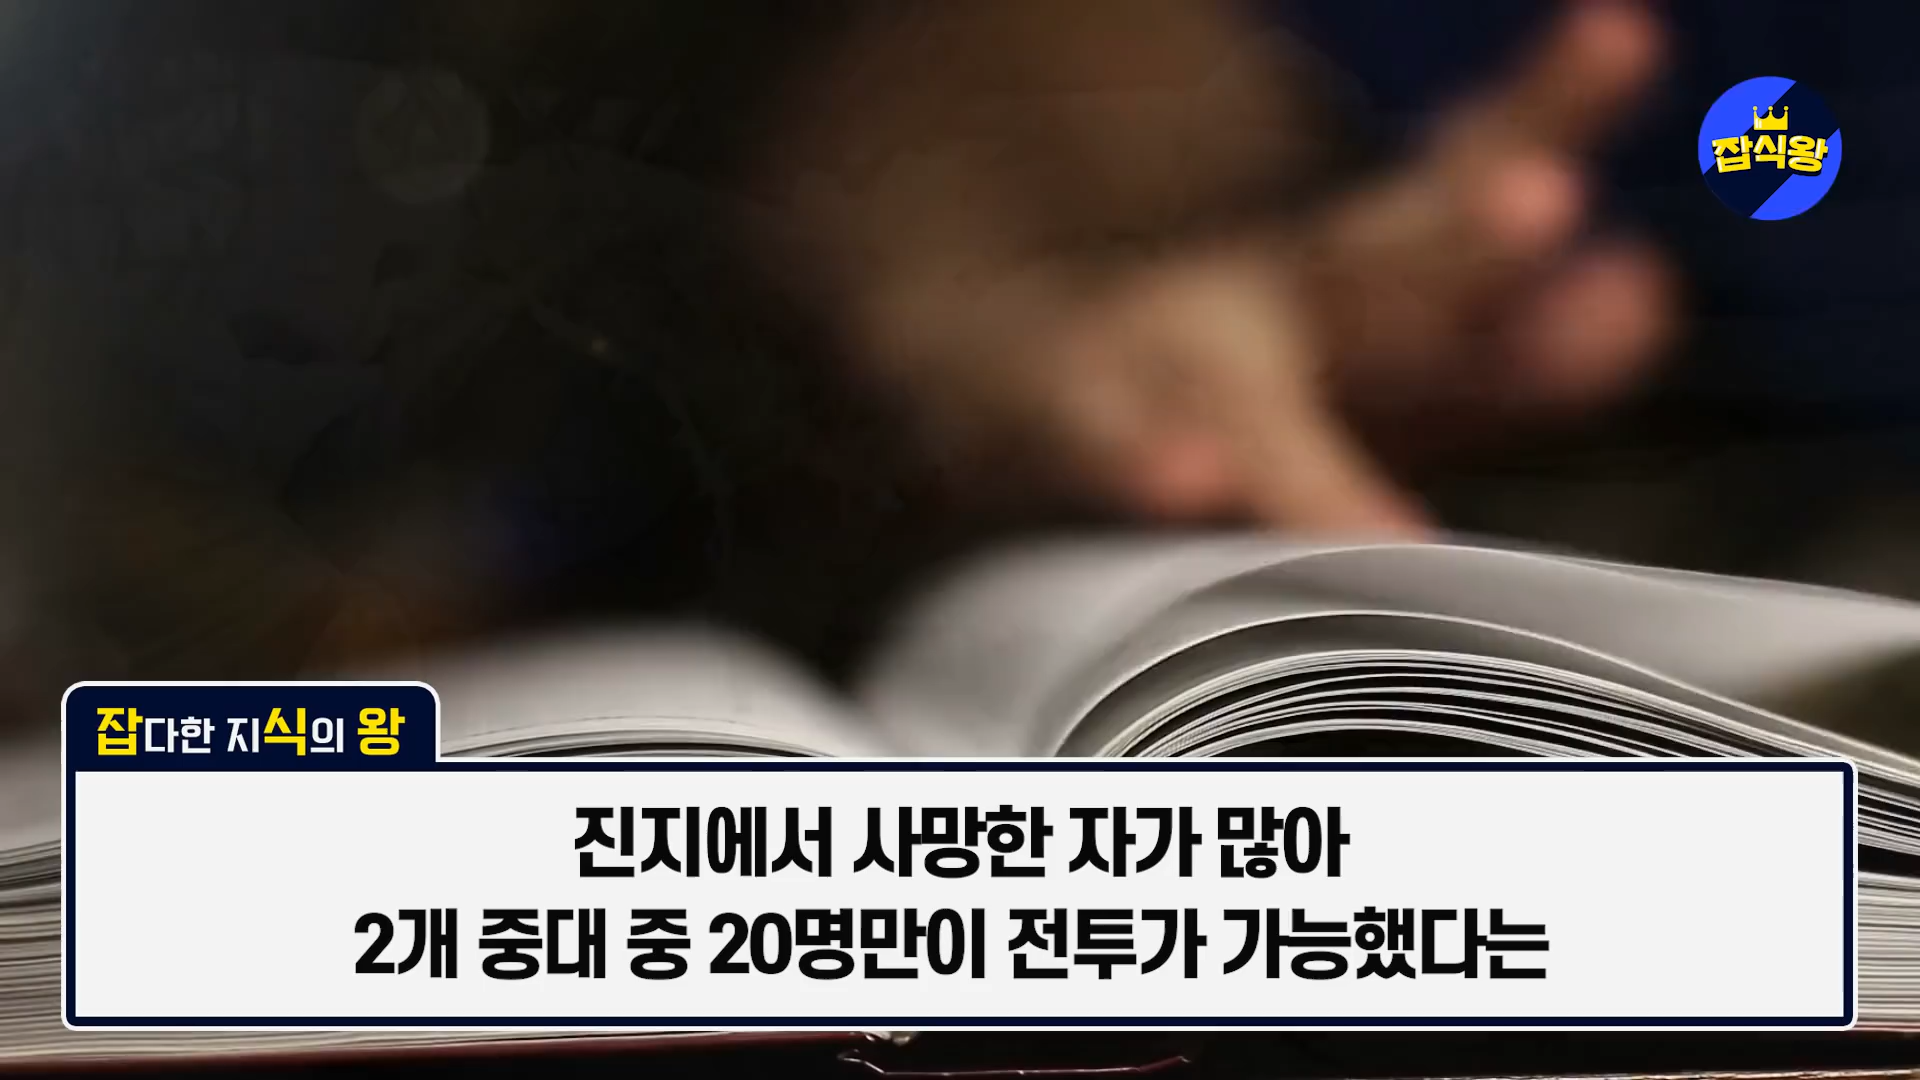 잡식왕
잡다한 지식의 왕
진지에서 사망한 자가 많아
2개 중대 중 20명만이 전투가 가능했다는